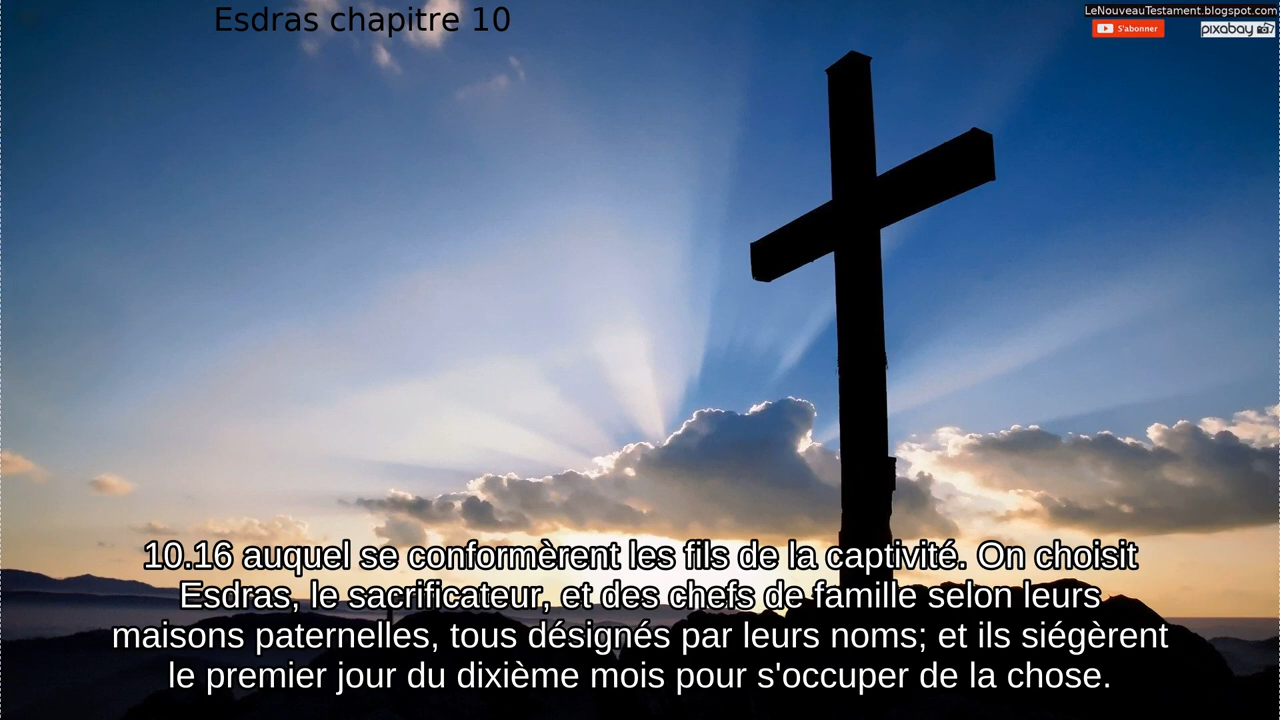 Esdras chapitre 10
LeNouveauTestament.blogspot.com
S'abonner
pixabay
10.16 auquel se conformèrent les fils de la captivité. On choisit
Esdras, le sacrificateur, et des chefs de famille selon leurs
maisons paternelles, tous désignés par leurs noms; et ils siégèrent
le premier jour du dixième mois pour s'occuper de la chose.